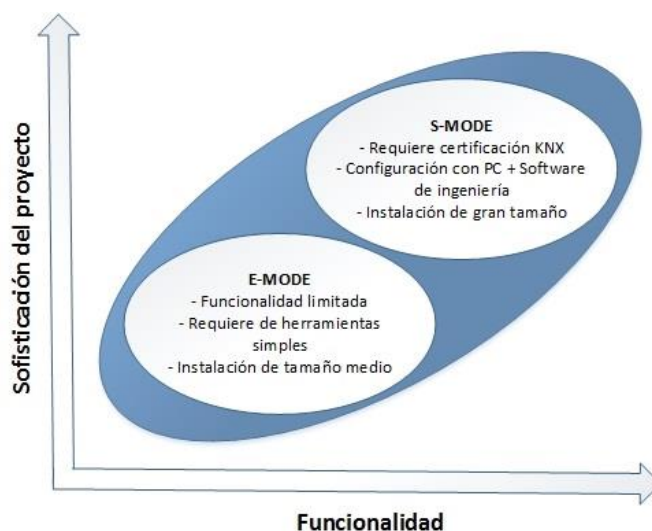 Sofisticación del proyecto
S-MODE
- Requiere certificación KNX
- Configuración con PC + Software
de ingeniería
- Instalación de gran tamaño
E-MODE
- Funcionalidad limitada
- Requiere de herramientas
simples
- Instalación de tamaño medio
Funcionalidad